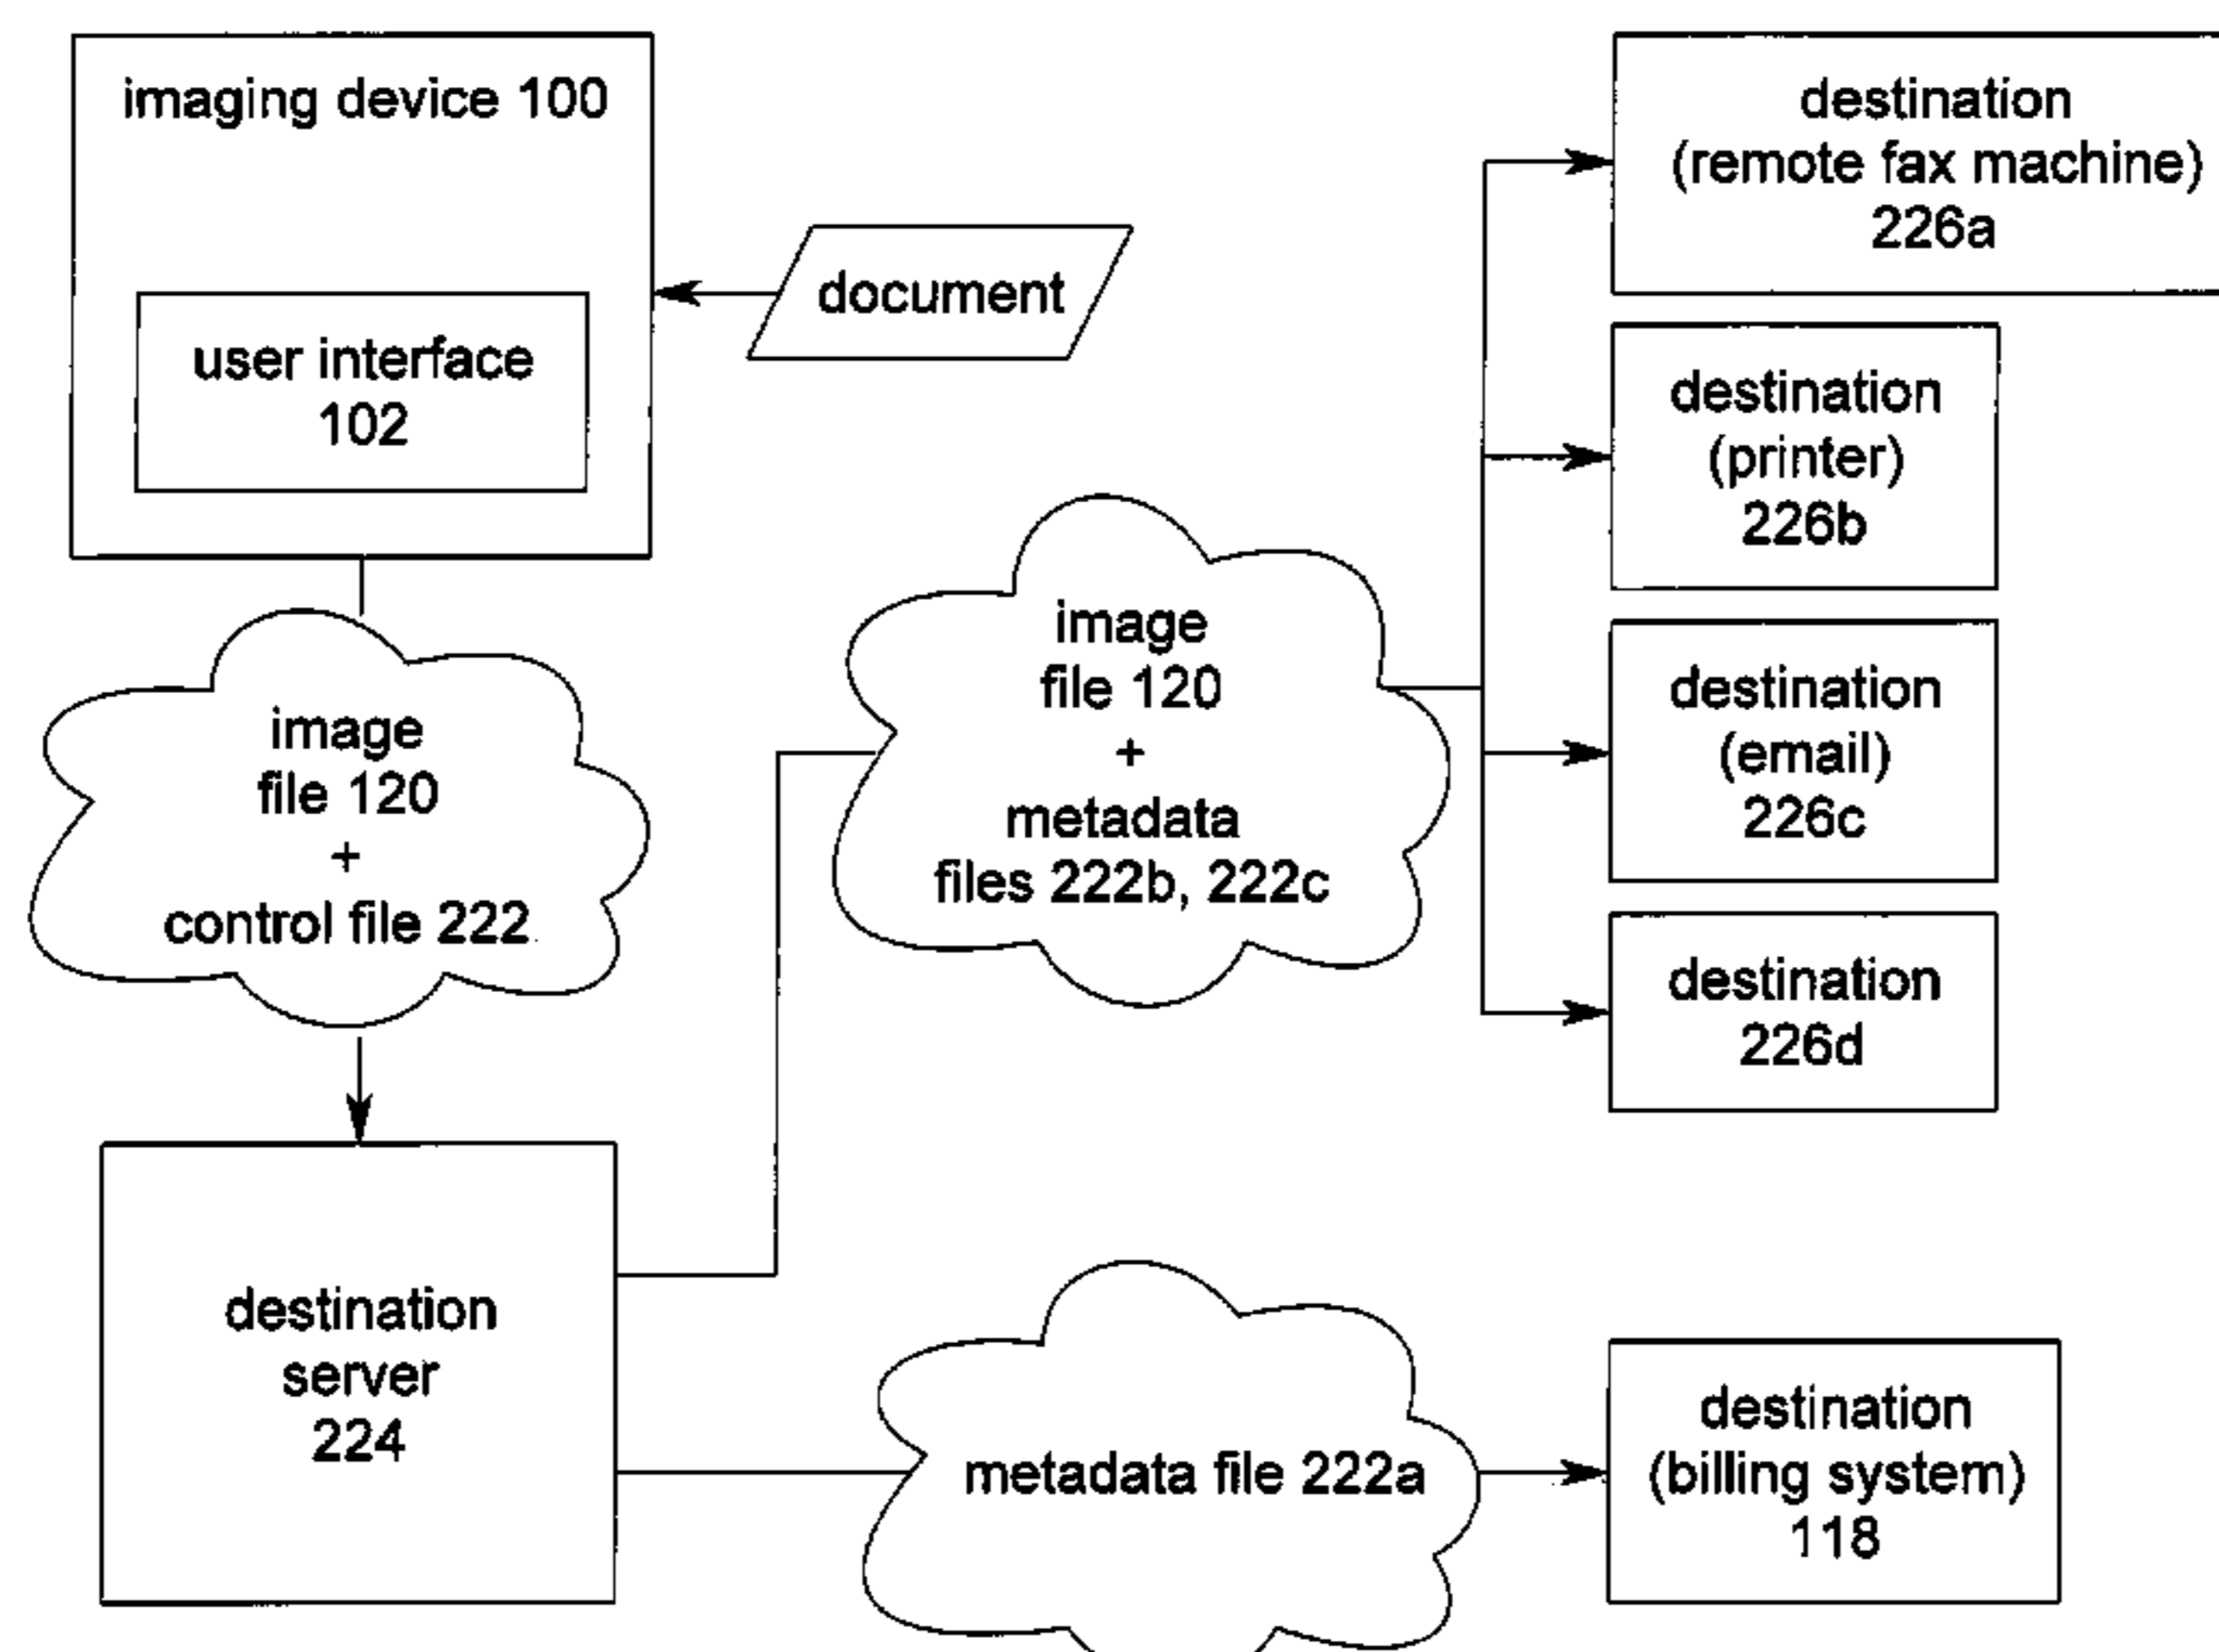 imaging device 100
user interface
102
document
image
file 120
+
control file 222
destination
server
224
image
file 120
+
metadata
files 222b, 222c
metadata file 222a
destination
(remote fax machine)
226a
destination
(printer)
226b
destination
(email)
226c
destination
226d
destination
(billing system)
118